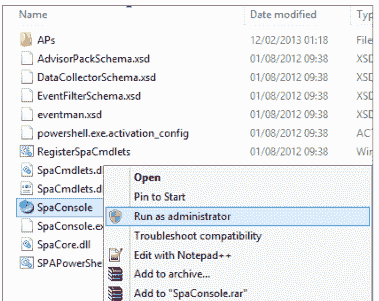 Name Date modified Typ
APs 12/02/2013 01:18 File
AdvisorPackSchema.xsd 01/08/2012 09:38 XSD
DataCollectorSchema.xsd 01/08/2012 09:38 XSD
EventFilterSchema.xsd 01/08/2012 09:38 XSD
eventman.xsd 01/08/2012 09:38 XSD
powershell.exe.activation_config 01/08/2012 09:38 ACT
RegisterSpaCmdlets 01/08/2012 09:38 Win
SpaCmdlets.d
SpaCmdlets.d
SpaConsole
SpaConsole.ex
SpaCore.dll
SPAPowerShe
Open
Pin to Start
Run as administrator
Troubleshoot compatibility
Edit with Notepad++
Add to archive...
Add to "SpaConsole.rar"